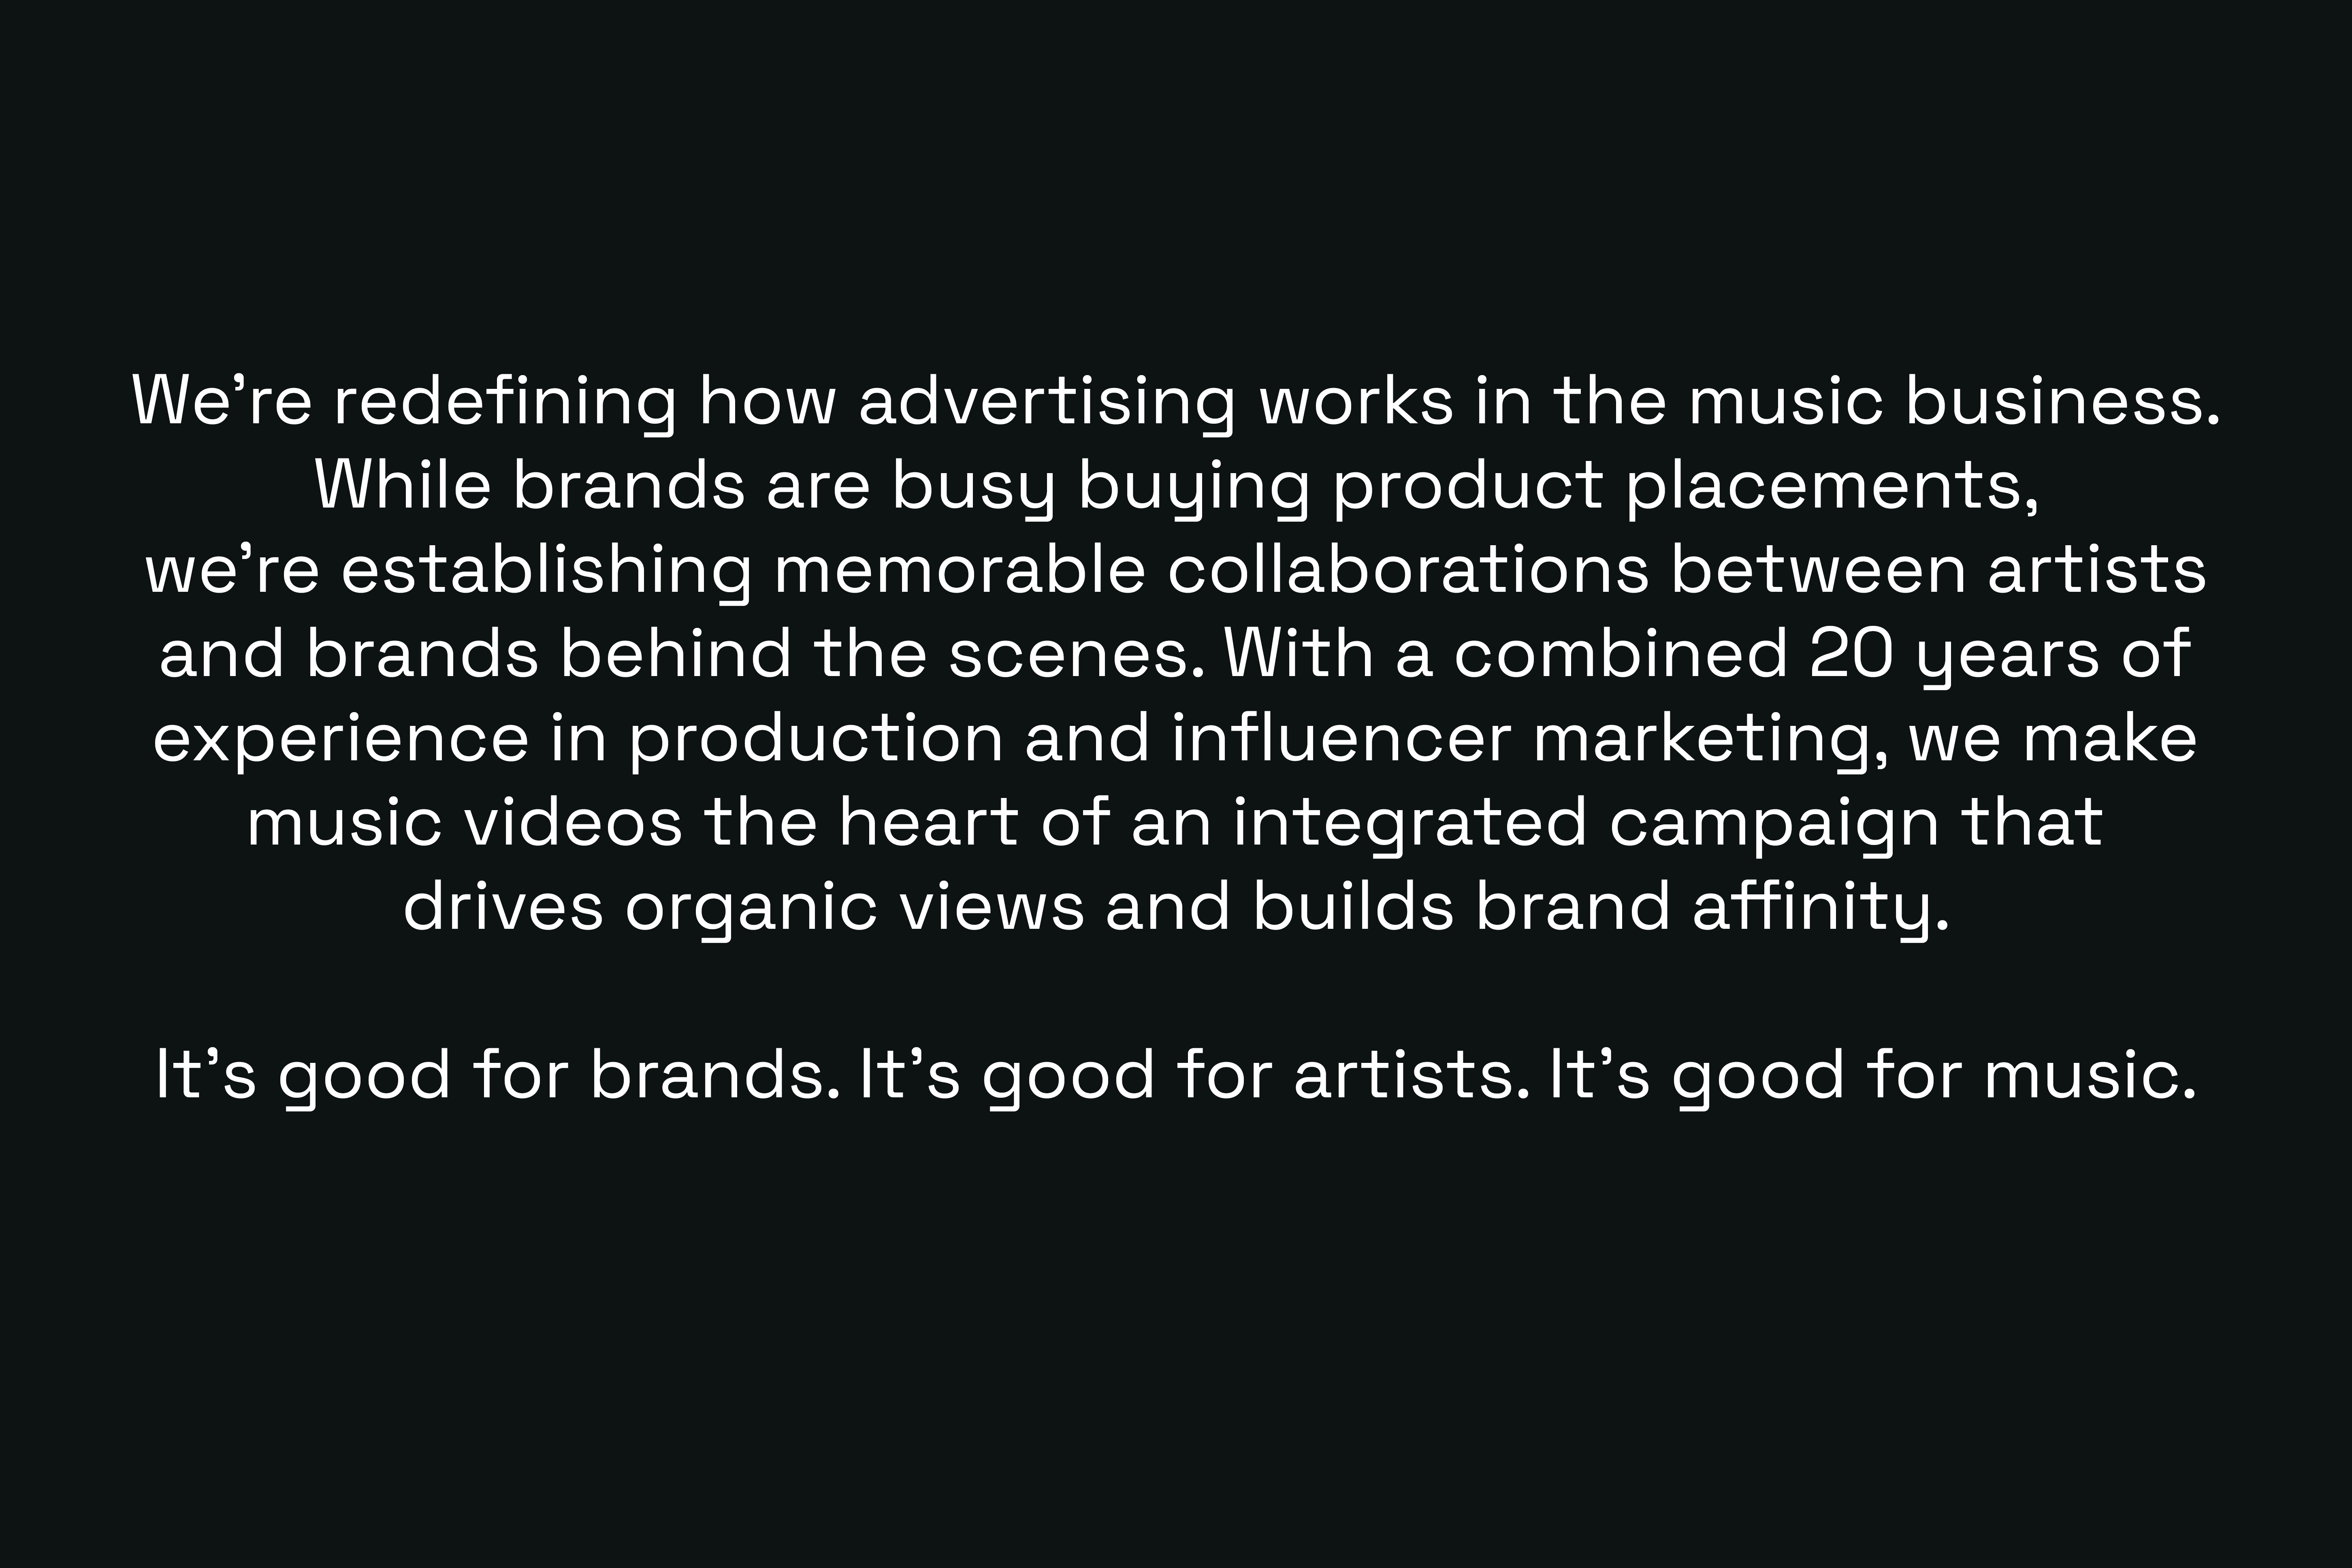 We’re redefining how advertising works in the music business.
While brands are busy buying product placements,
we’re establishing memorable collaborations between artists
and brands behind the scenes. With a combined 20 years of
experience in production and influencer marketing, we make
music videos the heart of an integrated campaign that
drives organic views and builds brand affinity.
It’s good for brands. It’s good for artists. It’s good for music.